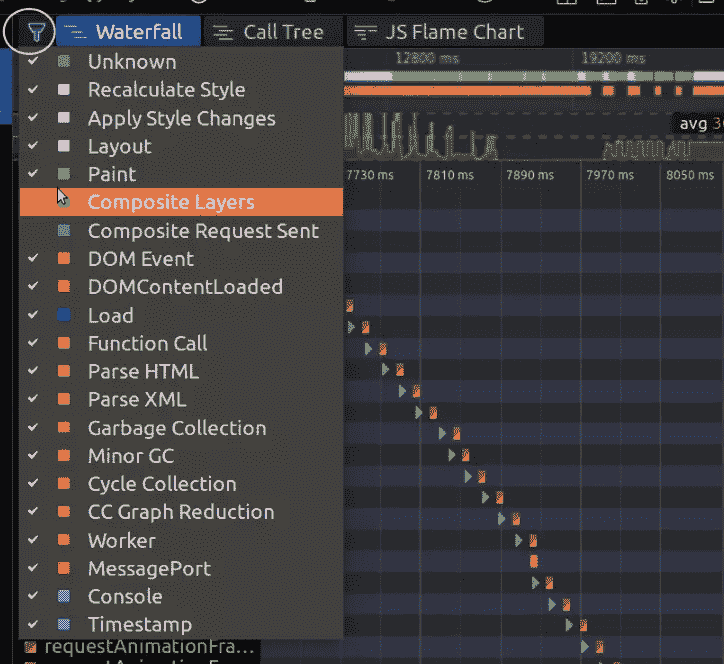 Waterfall Call Tree JS Flame Chart
12800 ms 19200 ms
avg
7730 ms 7810 ms 7890 ms 7970 ms 8050 ms
Unknown
Recalculate Style
Apply Style Changes
Layout
Paint
Composite Layers
Composite Request Sent
DOM Event
DOMContentLoaded
Load
Function Call
Parse HTML
Parse XML
Garbage Collection
Minor GC
Cycle Collection
CC Graph Reduction
Worker
MessagePort
Console
Timestamp
requestAnimationFra...